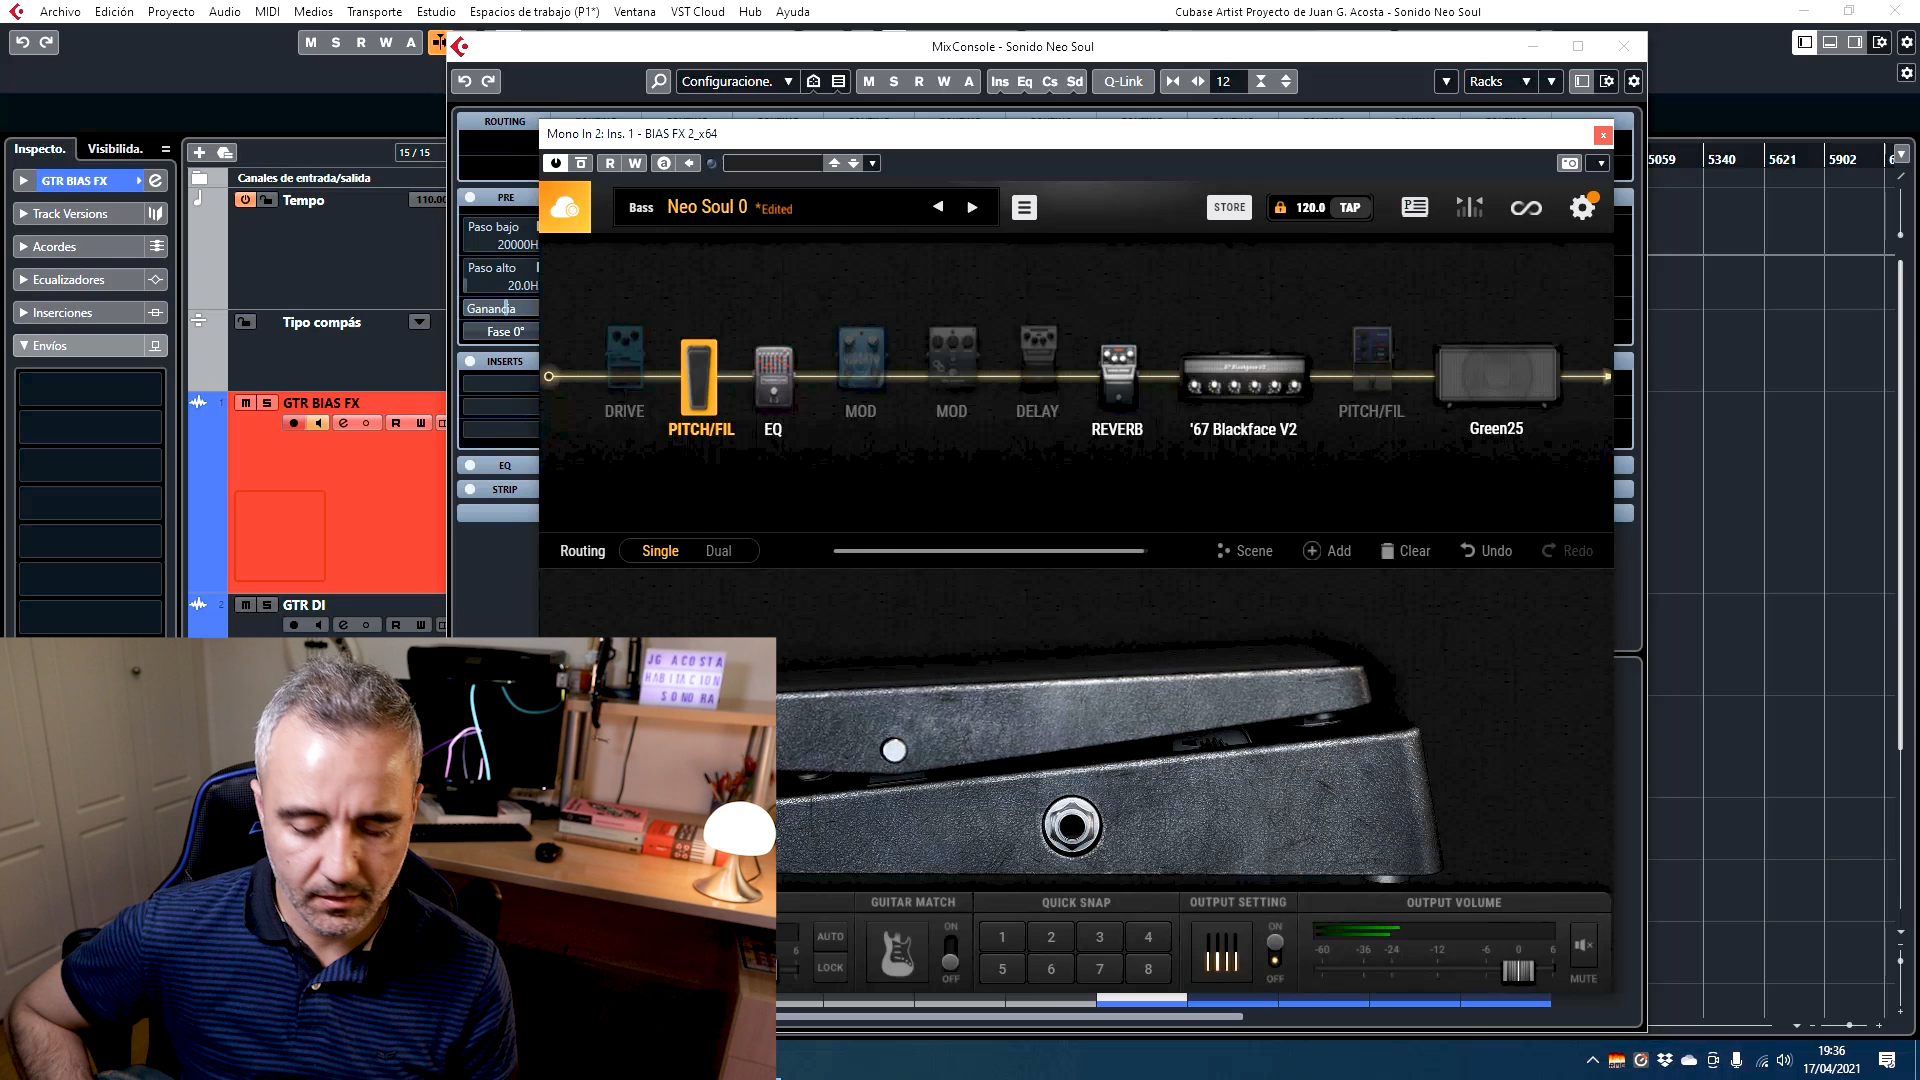 Archivo Edición Proyecto Audio MIDI Medios Transporte Estudio Espacios de trabajo (P1*) Ventana VST Cloud Hub Ayuda
Cubase Artist Proyecto de Juan G. Acosta - Sonido Neo Soul
M S R W A
MixConsole - Sonido Neo Soul
Configuracione. M S R W A Ins Eq Cs Sd Q-Link 12 Racks
ROUTING
Mono In 2: Ins. 1 - BIAS FX 2_x64
Inspecto. Visibilida. 15 / 15
R W a
5059 5340 5621 5902
GTR BIAS FX
Canales de entrada/salida
Tempo 110.00
Track Versions
Acordes
Ecualizadores
Inserciones
Envíos
Tipo compás
PRE
Paso bajo
20000H
Paso alto
20.0H
Ganancia
Fase 0°
INSERTS
EQ
STRIP
Bass Neo Soul 0 *Edited
STORE 120.0 TAP
DRIVE PITCH/FIL EQ MOD MOD DELAY REVERB '67 Blackface V2 PITCH/FIL Green25
1 m S GTR BIAS FX
R W
2 m S GTR DI
R W
Routing Single Dual Scene Add Clear Undo Redo
JG ACOSTA
HABITACION
SONORA
GUITAR MATCH QUICK SNAP OUTPUT SETTING OUTPUT VOLUME
6 AUTO LOCK
ON OFF
1 2 3 4
5 6 7 8
ON OFF
-60 -36 -24 -12 -6 0 6
MUTE
19:36
17/04/2021